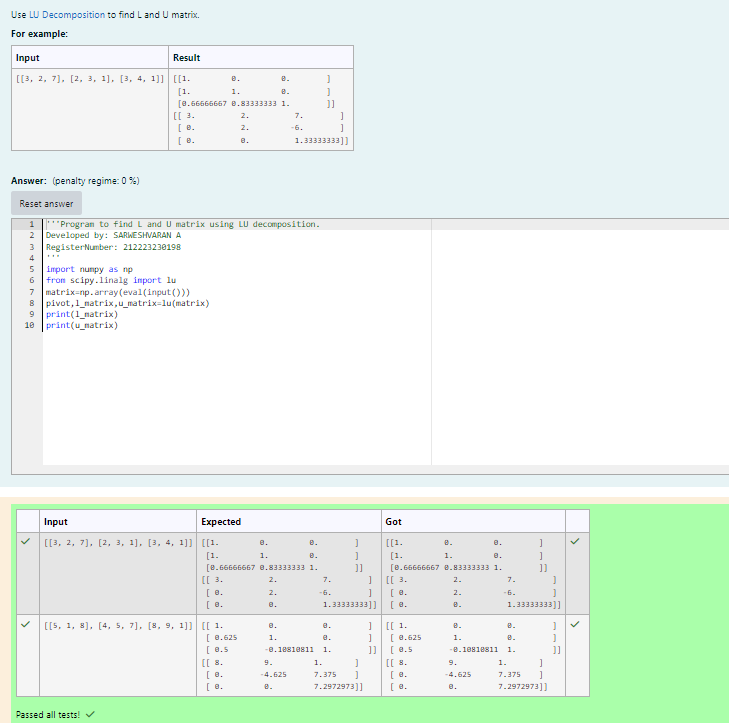 Use LU Decomposition to find L and U matrix.
For example:
Input Result
[[3, 2, 7], [2, 3, 1], [3, 4, 1]] [[1. 0. 0. ]
[1. 1. 0. ]
[0.66666667 0.83333333 1. ]]
[[ 3. 2. 7. ]
[ 0. 2. -6. ]
[ 0. 0. 1.33333333]]
Answer: (penalty regime: 0 %)
Reset answer
1 '''Program to find L and U matrix using LU decomposition.
2 Developed by: SARWESHVARAN A
3 RegisterNumber: 212223230198
4 '''
5 import numpy as np
6 from scipy.linalg import lu
7 matrix=np.array(eval(input()))
8 pivot,l_matrix,u_matrix=lu(matrix)
9 print(l_matrix)
10 print(u_matrix)
Input Expected Got
[[3, 2, 7], [2, 3, 1], [3, 4, 1]] [[1. 0. 0. ] [[1. 0. 0. ]
[1. 1. 0. ] [1. 1. 0. ]
[0.66666667 0.83333333 1. ]] [0.66666667 0.83333333 1. ]]
[[ 3. 2. 7. ] [[ 3. 2. 7. ]
[ 0. 2. -6. ] [ 0. 2. -6. ]
[ 0. 0. 1.33333333]] [ 0. 0. 1.33333333]]
[[5, 1, 8], [4, 5, 7], [8, 9, 1]] [[ 1. 0. 0. ] [[ 1. 0. 0. ]
[ 0.625 1. 0. ] [ 0.625 1. 0. ]
[ 0.5 -0.10810811 1. ]] [ 0.5 -0.10810811 1. ]]
[[ 8. 9. 1. ] [[ 8. 9. 1. ]
[ 0. -4.625 7.375 ] [ 0. -4.625 7.375 ]
[ 0. 0. 7.2972973]] [ 0. 0. 7.2972973]]
Passed all tests!